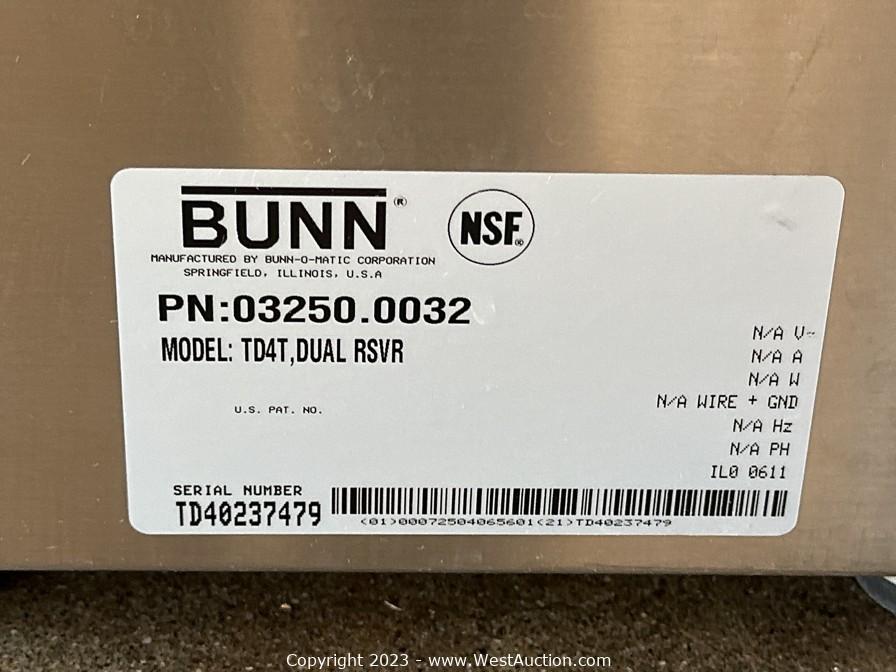 BUNN®
NSF®
MANUFACTURED BY BUNN-O-MATIC CORPORATION
SPRINGFIELD, ILLINOIS, U.S.A
PN:03250.0032
MODEL: TD4T,DUAL RSVR
N/A V~
N/A A
N/A W
N/A WIRE + GND
N/A Hz
N/A PH
IL0 0611
U.S. PAT. NO.
SERIAL NUMBER
TD40237479
<01>00072504065601<21>TD40237479
Copyright 2023 - www.WestAuction.com